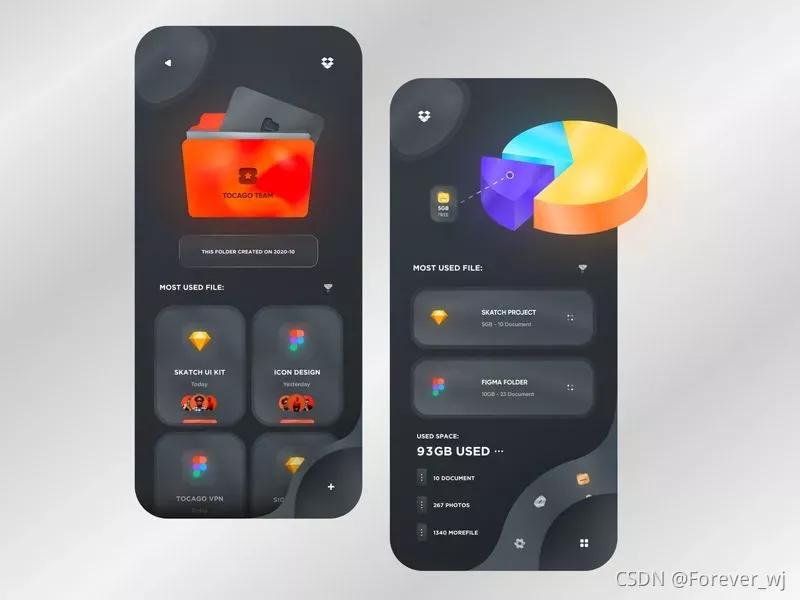 TOCAGO TEAM
THIS FOLDER CREATED ON 2020-10
MOST USED FILE:
SKATCH UI KIT
Today
ICON DESIGN
Yesterday
TOCAGO VPN
Today
5GB
FREE
MOST USED FILE:
SKATCH PROJECT
5GB - 10 Document
FIGMA FOLDER
10GB - 23 Document
USED SPACE:
93GB USED ···
10 DOCUMENT
267 PHOTOS
1340 MOREFILE
CSDN @Forever_wj